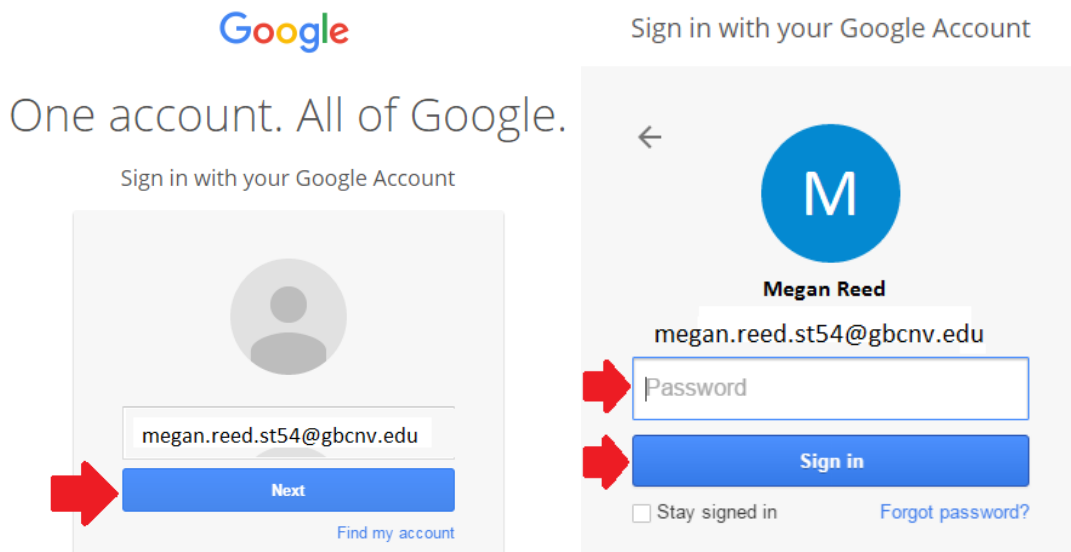 Google
One account. All of Google.
Sign in with your Google Account
megan.reed.st54@gbcnv.edu
Next
Find my account
Sign in with your Google Account
M
Megan Reed
megan.reed.st54@gbcnv.edu
Password
Sign in
Stay signed in
Forgot password?